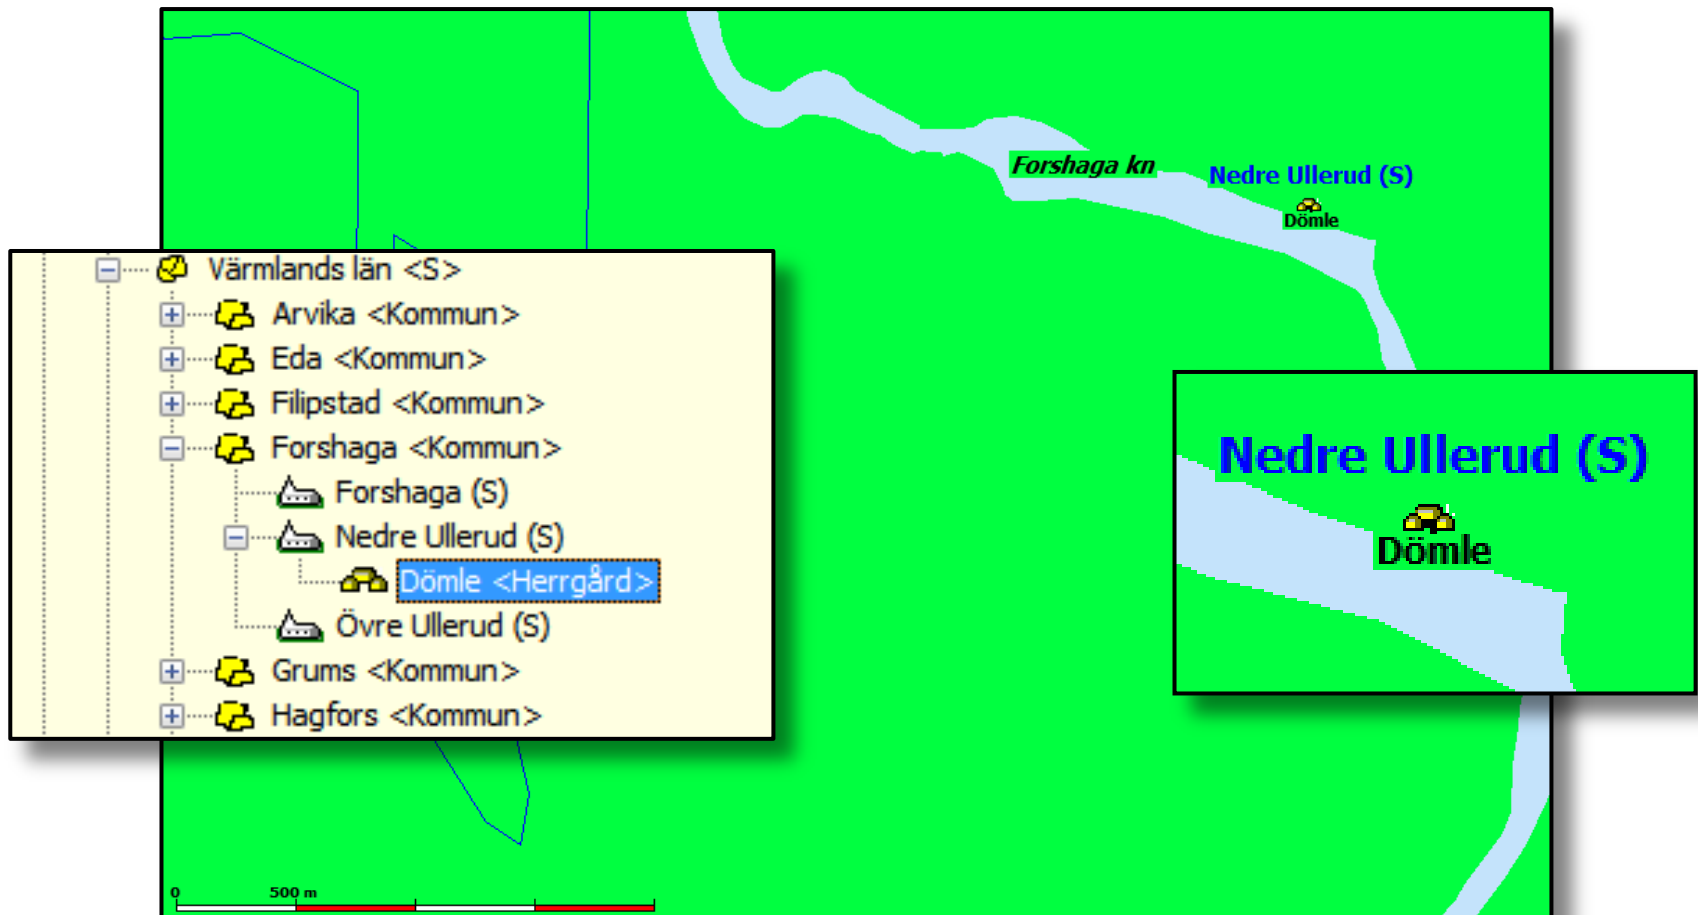 Forshaga kn
Nedre Ullerud (S)
Dömle
Värmlands län <S>
Arvika <Kommun>
Eda <Kommun>
Filipstad <Kommun>
Forshaga <Kommun>
Forshaga (S)
Nedre Ullerud (S)
Dömle <Herrgård>
Övre Ullerud (S)
Grums <Kommun>
Hagfors <Kommun>
Nedre Ullerud (S)
Dömle
0 500 m